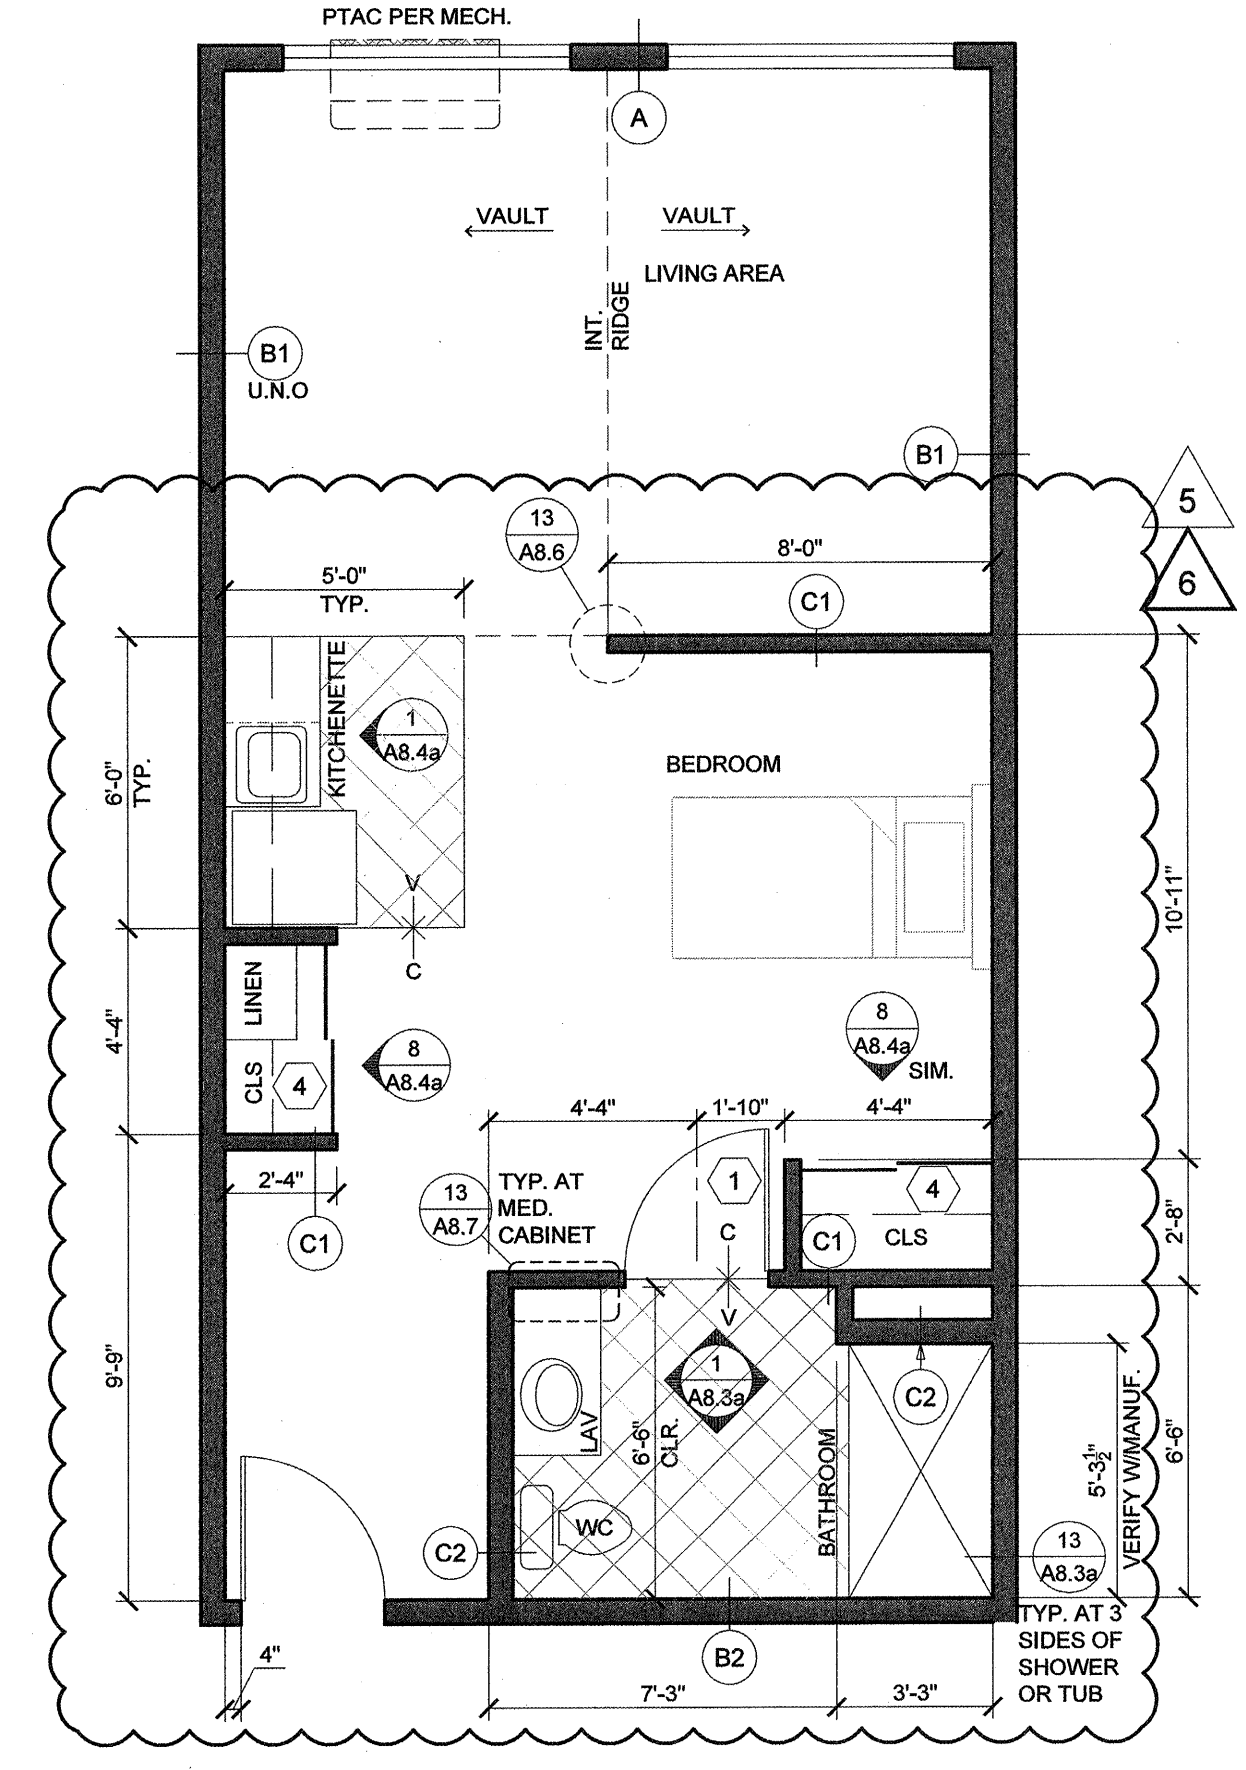 PTAC PER MECH.
A
VAULT
VAULT
LIVING AREA
INT.
RIDGE
B1
U.N.O
B1
5
6
13
A8.6
8'-0"
5'-0"
TYP.
C1
KITCHENETTE
1
A8.4a
6'-0"
TYP.
BEDROOM
10'-11"
V
C
LINEN
CLS
4
4'-4"
8
A8.4a
8
A8.4a
SIM.
4'-4"
1'-10"
4'-4"
2'-4"
C1
13
A8.7
TYP. AT
MED.
CABINET
1
C
4
C1
CLS
2'-8"
V
1
A8.3a
LAV
6'-6"
CLR.
BATHROOM
C2
9'-9"
WC
C2
5'-3½"
VERIFY W/MANUF.
6'-6"
13
A8.3a
TYP. AT 3
SIDES OF
SHOWER
OR TUB
4"
B2
7'-3"
3'-3"